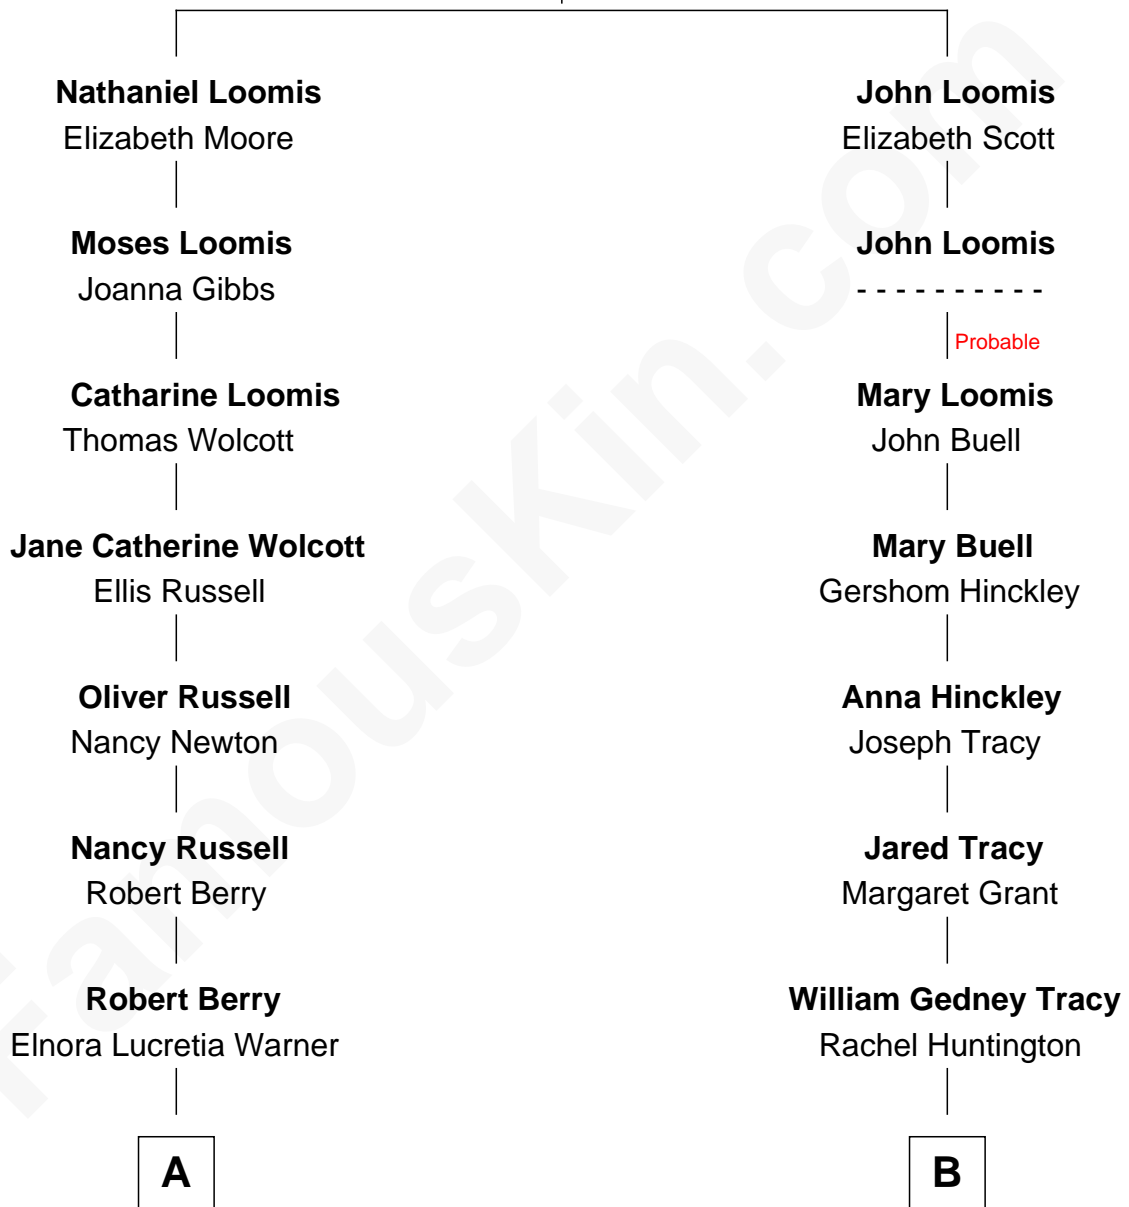 Nathaniel Loomis
Elizabeth Moore
Moses Loomis
Joanna Gibbs
Catharine Loomis
Thomas Wolcott
Jane Catherine Wolcott
Ellis Russell
Oliver Russell
Nancy Newton
Nancy Russell
Robert Berry
Robert Berry
Elnora Lucretia Warner
A
John Loomis
Elizabeth Scott
John Loomis
- - - - - - - - - -
Probable
Mary Loomis
John Buell
Mary Buell
Gershom Hinckley
Anna Hinckley
Joseph Tracy
Jared Tracy
Margaret Grant
William Gedney Tracy
Rachel Huntington
B
FamousKin.com